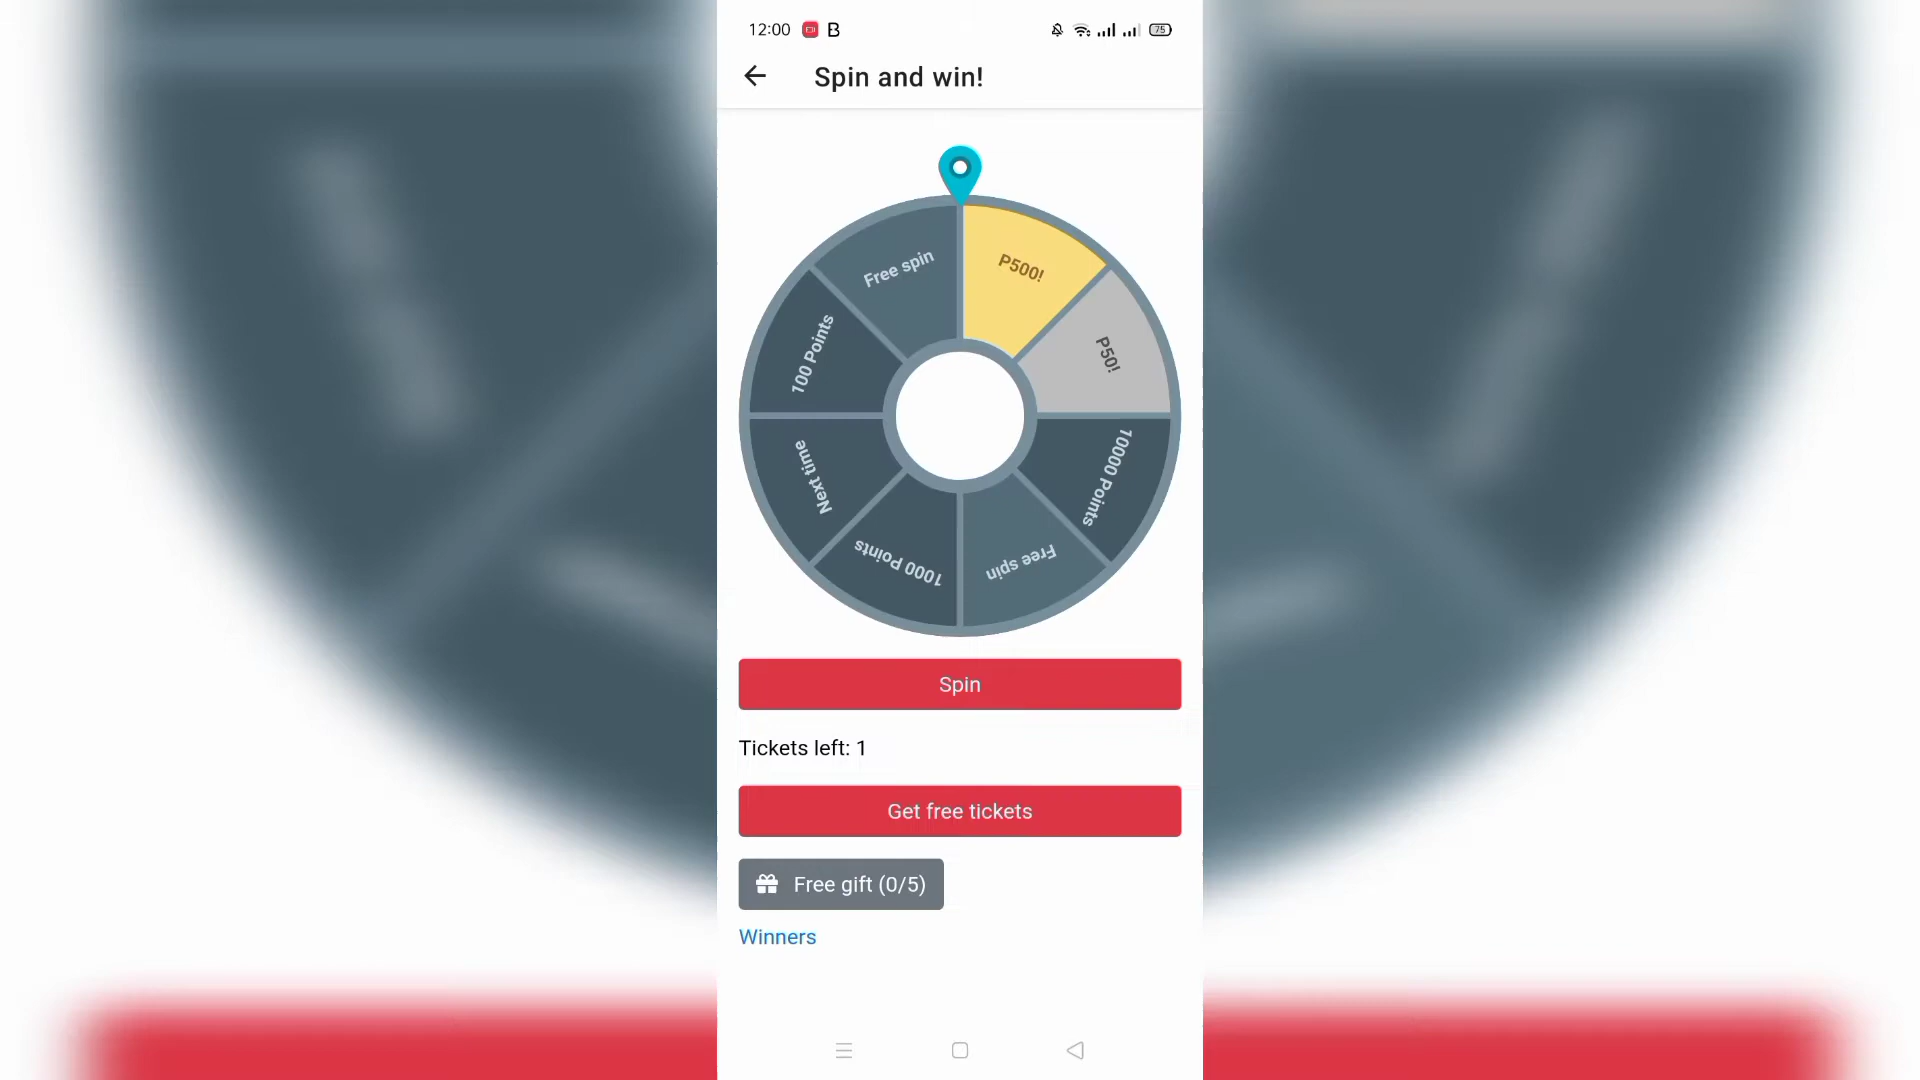 12:00 B 75
Spin and win!
Free spin
P500!
100 Points
P50!
Next time
10000 Points
1000 Points
Free spin
Spin
Tickets left: 1
Get free tickets
Free gift (0/5)
Winners